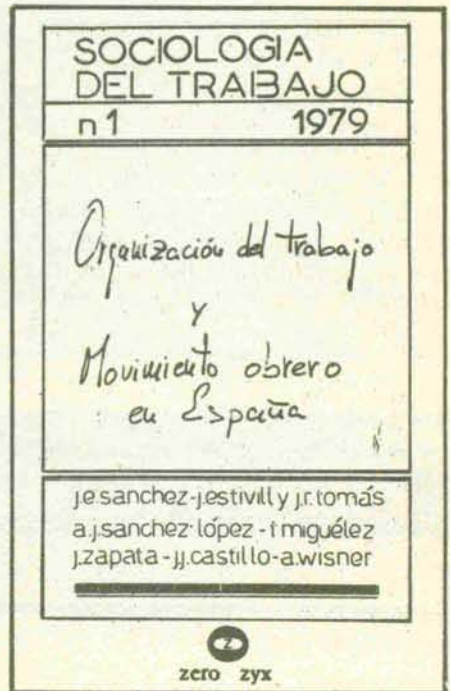 SOCIOLOGIA
DEL TRABAJO
n1 1979
Organización del trabajo
y
Movimiento obrero
en España
j.e.sanchez-j.estivill y j.r.tomás
a.j.sanchez-lópez - f.miguélez
j.zapata - j.j.castillo-a.wisner
z
zero zyx